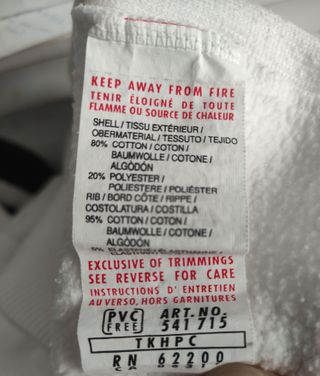 KEEP AWAY FROM FIRE
TENIR ÉLOIGNÉ DE TOUTE
FLAMME OU SOURCE DE CHALEUR
SHELL / TISSU EXTÉRIEUR /
OBERMATERIAL / TESSUTO / TEJIDO
80% COTTON / COTON /
BAUMWOLLE / COTONE /
ALGÓDÓN
20% POLYESTER /
POLIESTERE / POLIÉSTER
RIB / BORD CÔTE / RIPPE /
COSTOLATURA / COSTILLA
95% COTTON / COTON /
BAUMWOLLE / COTONE /
ALGÓDÓN
EXCLUSIVE OF TRIMMINGS
SEE REVERSE FOR CARE
INSTRUCTIONS D' ENTRETIEN
AU VERSO, HORS GARNITURES
PVC FREE ART.-NO. 541 715
TKHPC
RN 62200